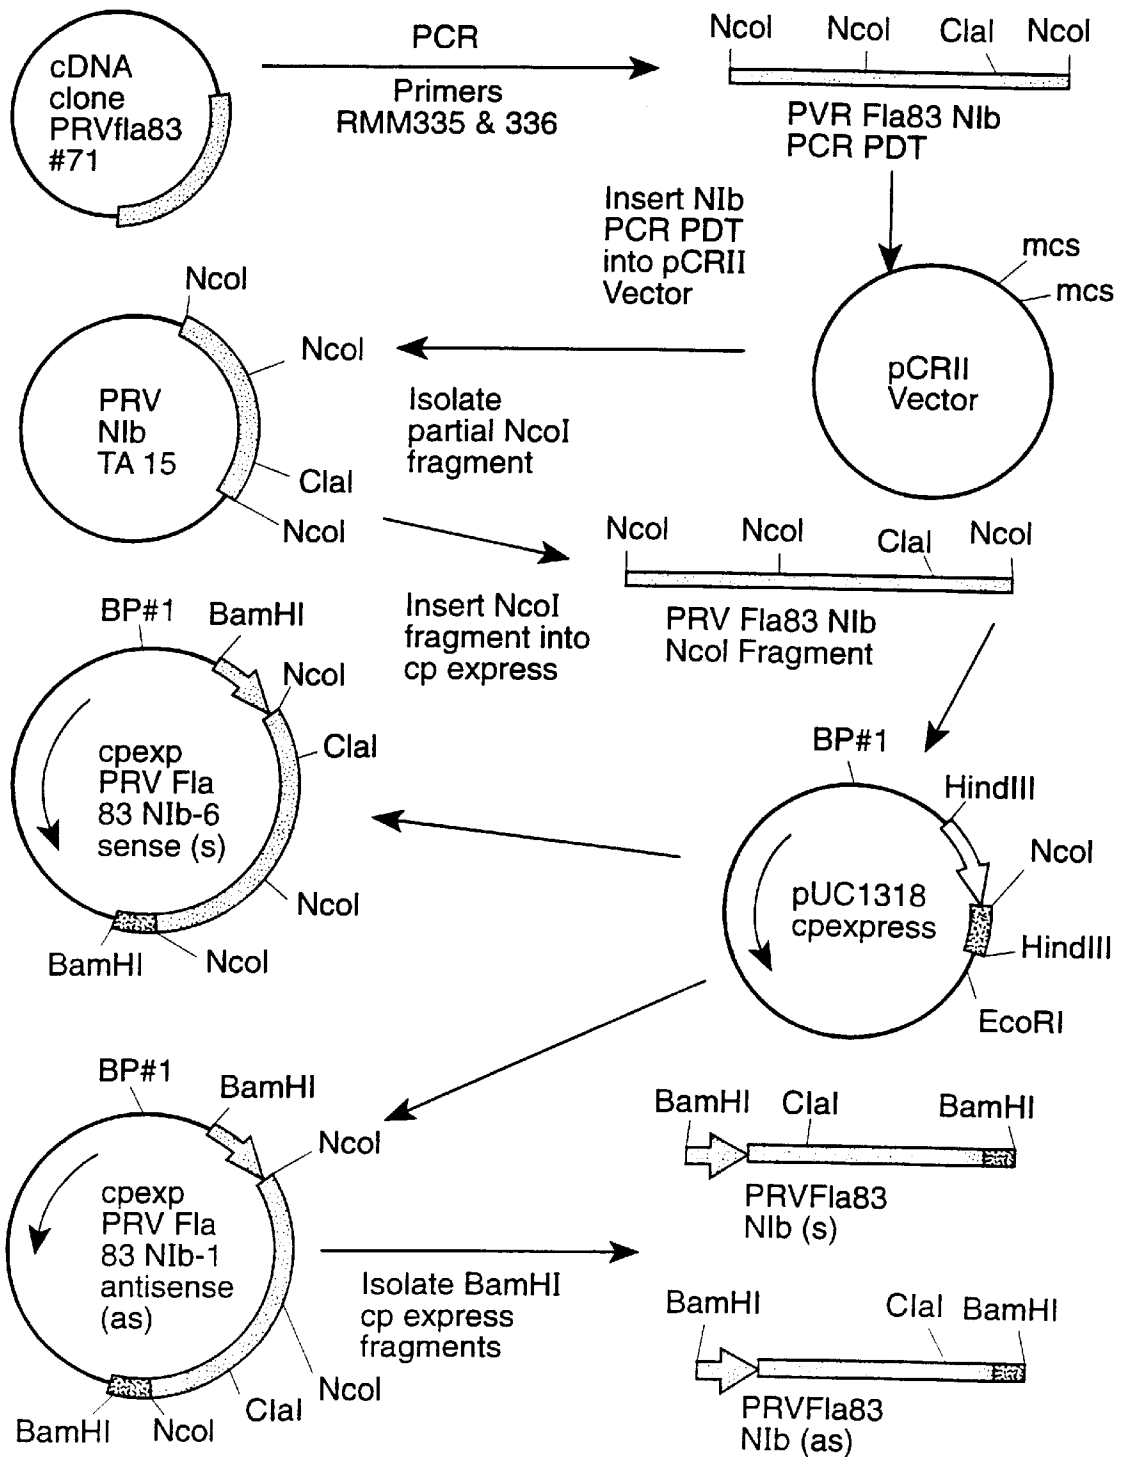 cDNA
clone
PRVfla83
#71
PCR
Primers
RMM335 & 336
NcoI
NcoI
ClaI
NcoI
PVR Fla83 NIb
PCR PDT
Insert NIb
PCR PDT
into pCRII
Vector
mcs
mcs
pCRII
Vector
NcoI
NcoI
PRV
NIb
TA 15
ClaI
NcoI
Isolate
partial NcoI
fragment
NcoI
NcoI
ClaI
NcoI
PRV Fla83 NIb
NcoI Fragment
Insert NcoI
fragment into
cp express
BP#1
BamHI
NcoI
ClaI
cpexp
PRV Fla
83 NIb-6
sense (s)
NcoI
BamHI
NcoI
BP#1
HindIII
NcoI
pUC1318
cpexpress
HindIII
EcoRI
BP#1
BamHI
NcoI
cpexp
PRV Fla
83 NIb-1
antisense
(as)
NcoI
ClaI
BamHI
NcoI
Isolate BamHI
cp express
fragments
BamHI
ClaI
BamHI
PRVFla83
NIb (s)
BamHI
ClaI
BamHI
PRVFla83
NIb (as)